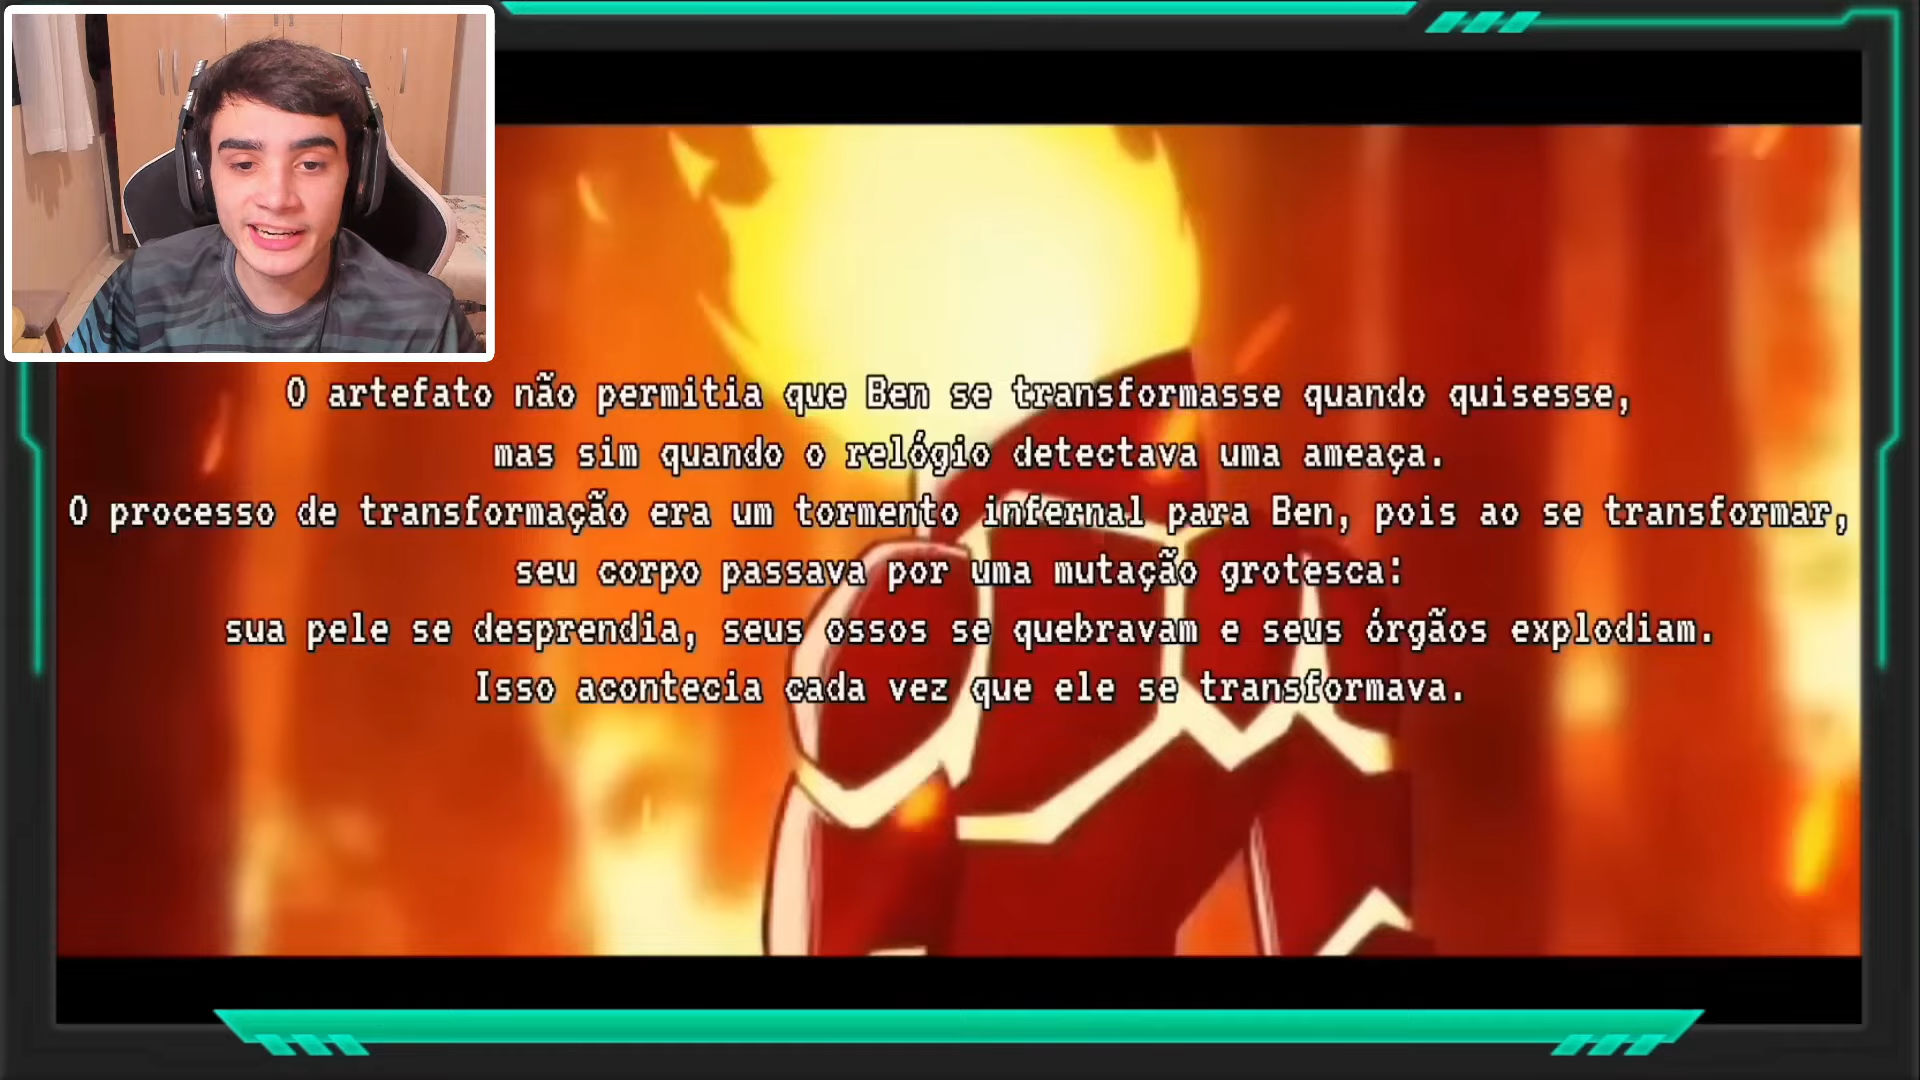 O artefato não permitia que Ben se transformasse quando quisesse,
mas sim quando o relógio detectava uma ameaça.
O processo de transformação era um tormento infernal para Ben, pois ao se transformar,
seu corpo passava por uma mutação grotesca:
sua pele se desprendia, seus ossos se quebravam e seus órgãos explodiam.
Isso acontecia cada vez que ele se transformava.